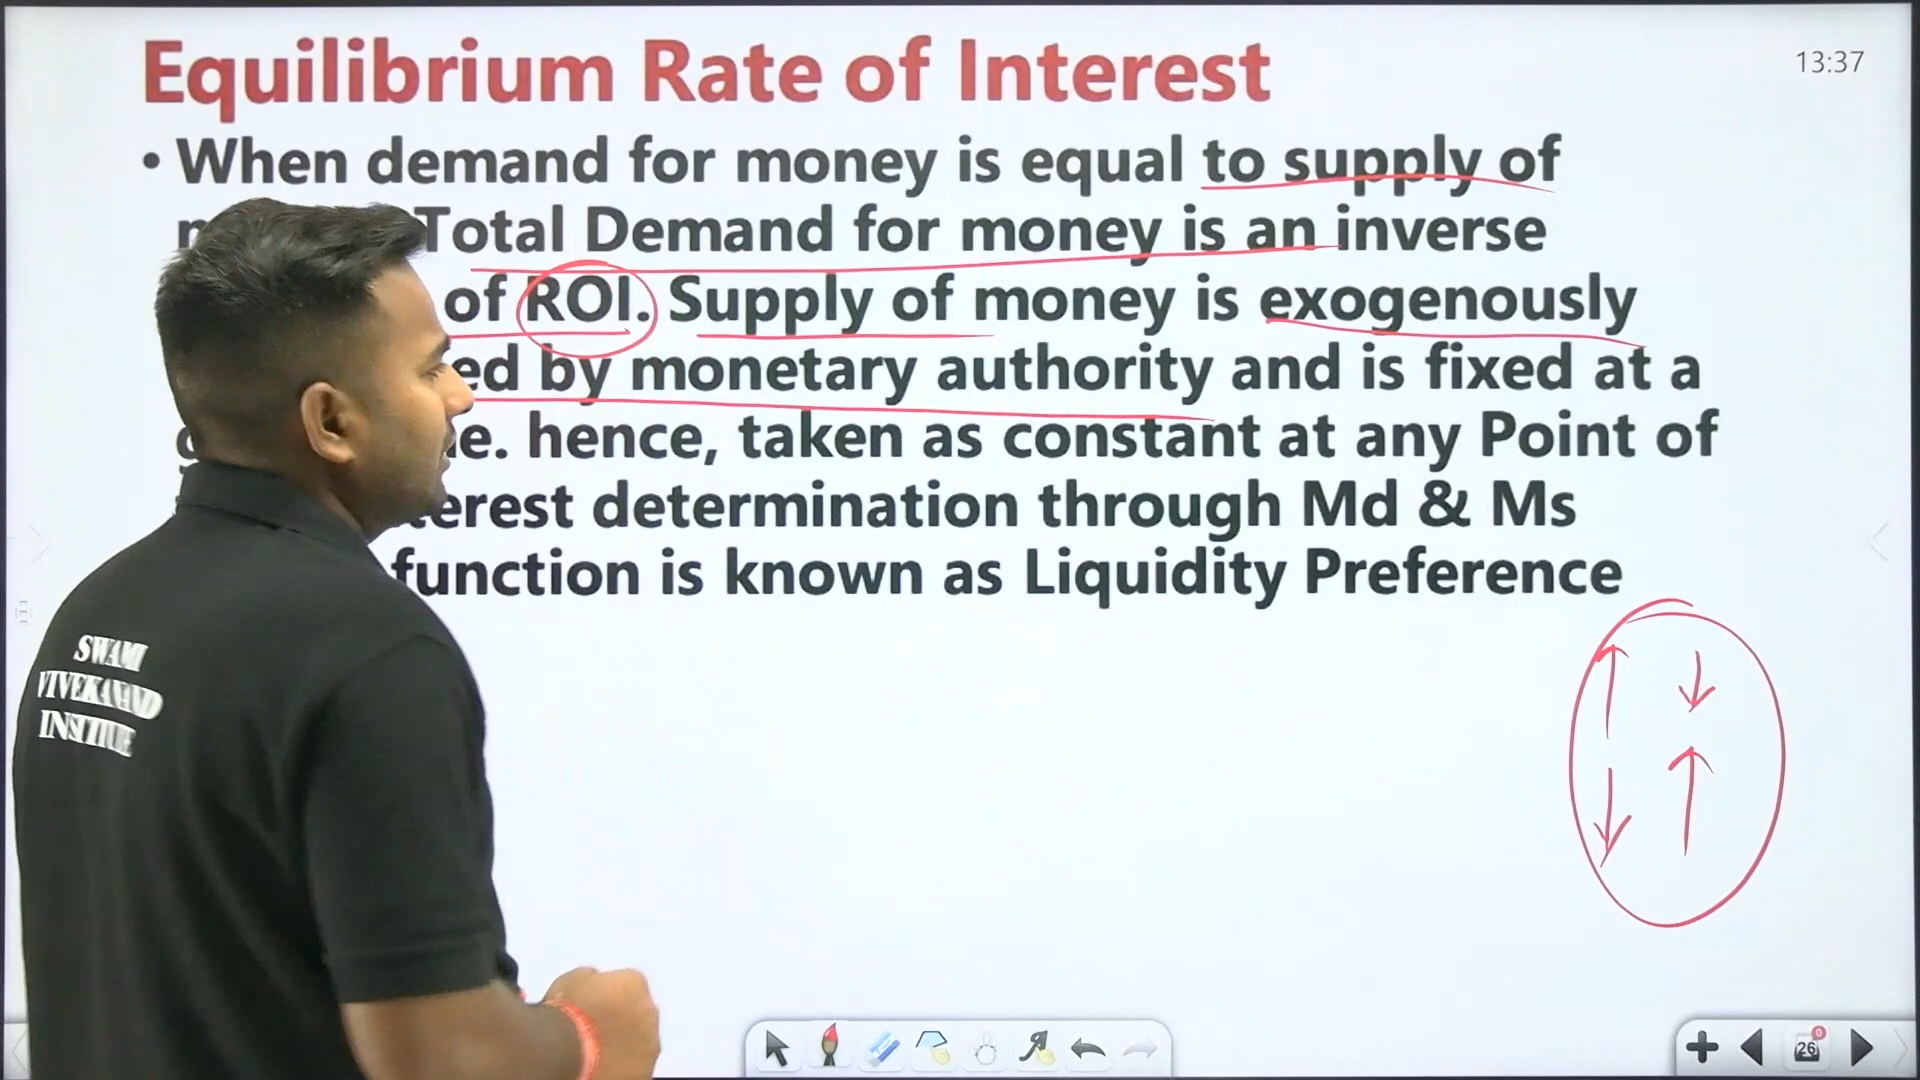 Equilibrium Rate of Interest
13:37
• When demand for money is equal to supply of
Total Demand for money is an inverse
of ROI. Supply of money is exogenously
ed by monetary authority and is fixed at a
e. hence, taken as constant at any Point of
terest determination through Md & Ms
function is known as Liquidity Preference
SWAMI
VIVEKANAND
INSTITUTE
26
0